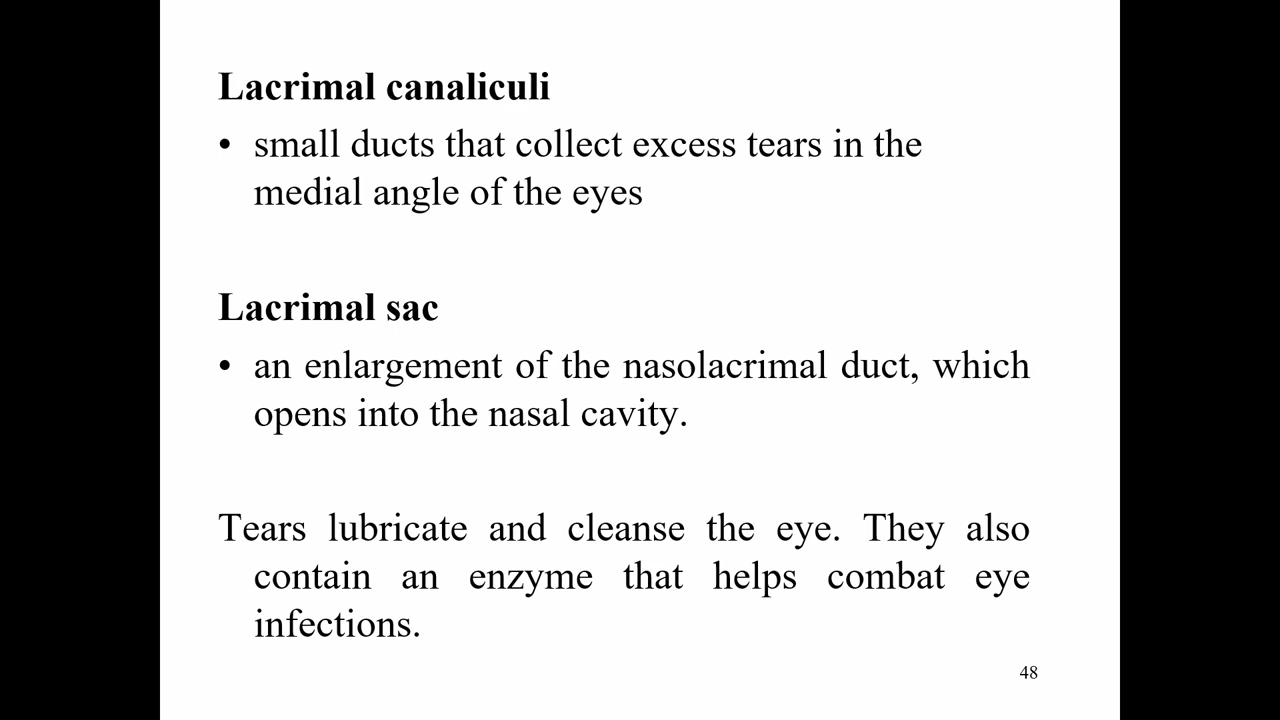 Lacrimal canaliculi
• small ducts that collect excess tears in the
medial angle of the eyes
Lacrimal sac
• an enlargement of the nasolacrimal duct, which
opens into the nasal cavity.
Tears lubricate and cleanse the eye. They also
contain an enzyme that helps combat eye
infections.
48